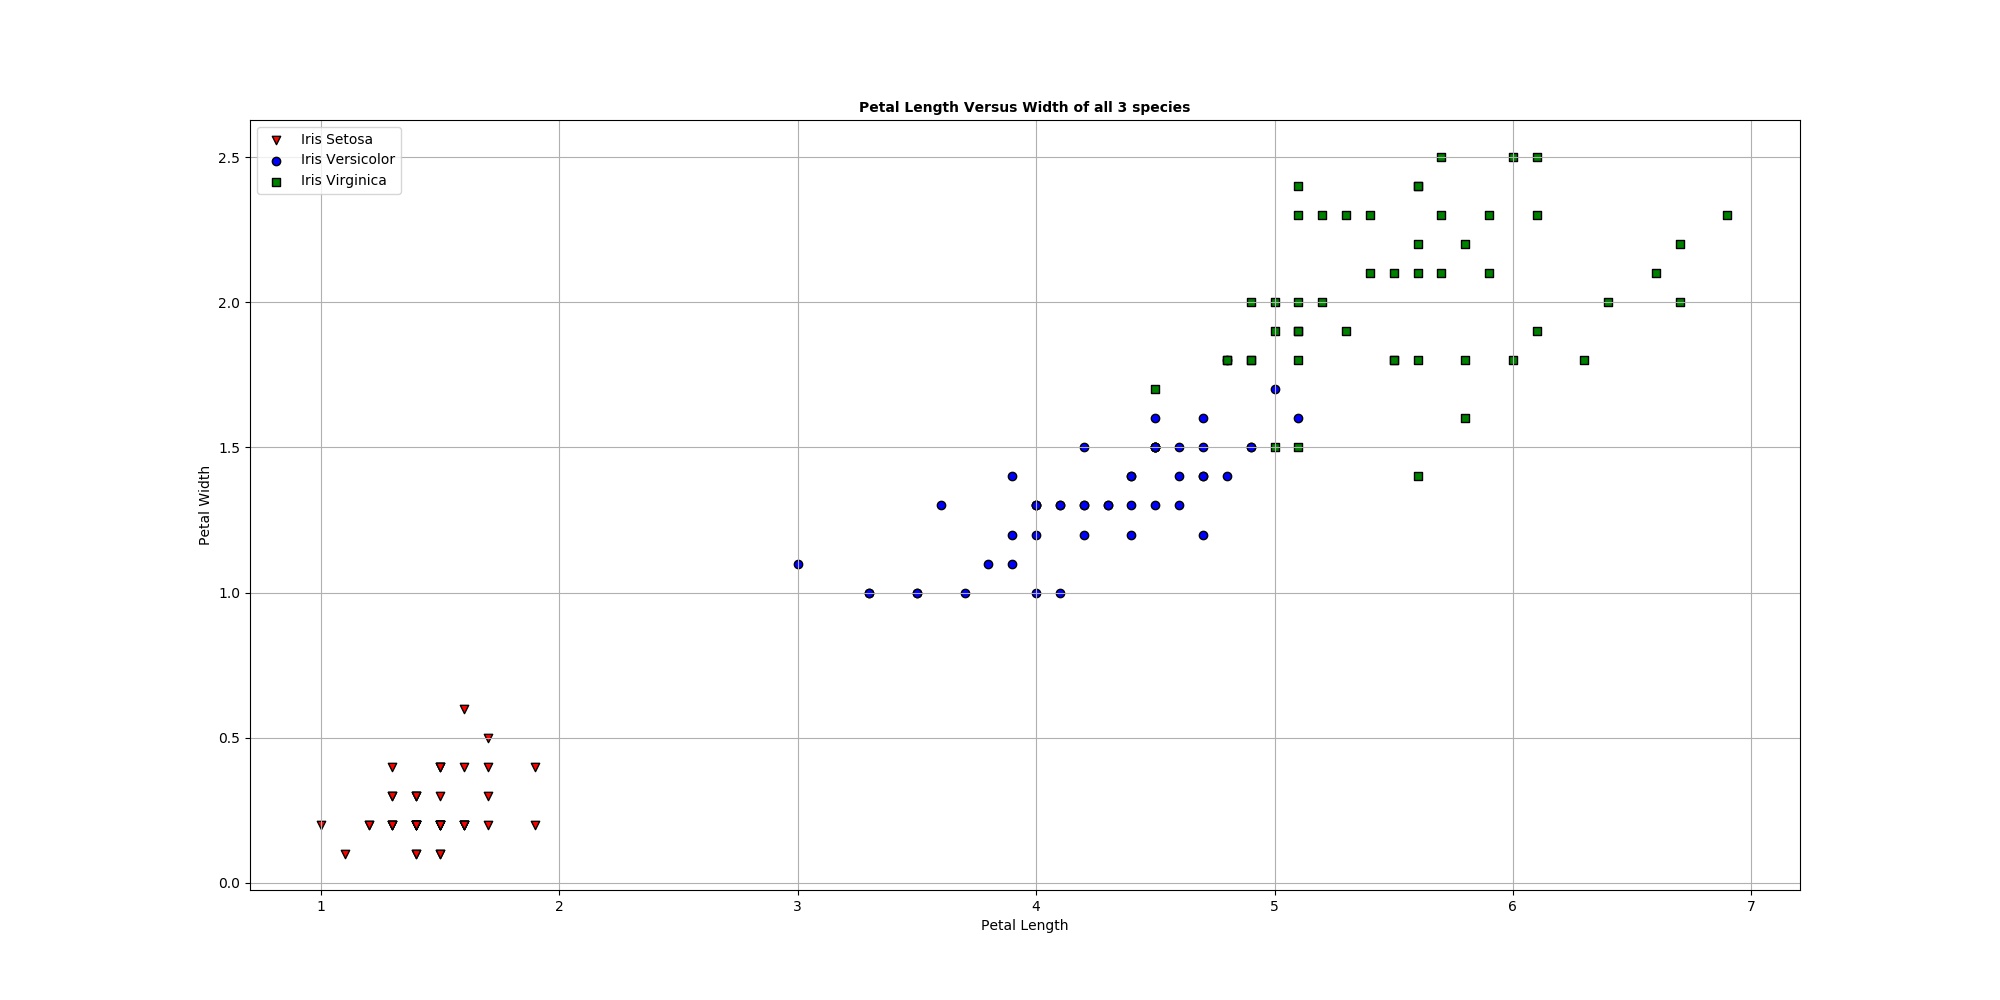 Petal Length Versus Width of all 3 species
Iris Setosa
Iris Versicolor
Iris Virginica
2.5
2.0
1.5
1.0
0.5
0.0
Petal Width
1 2 3 4 5 6 7
Petal Length